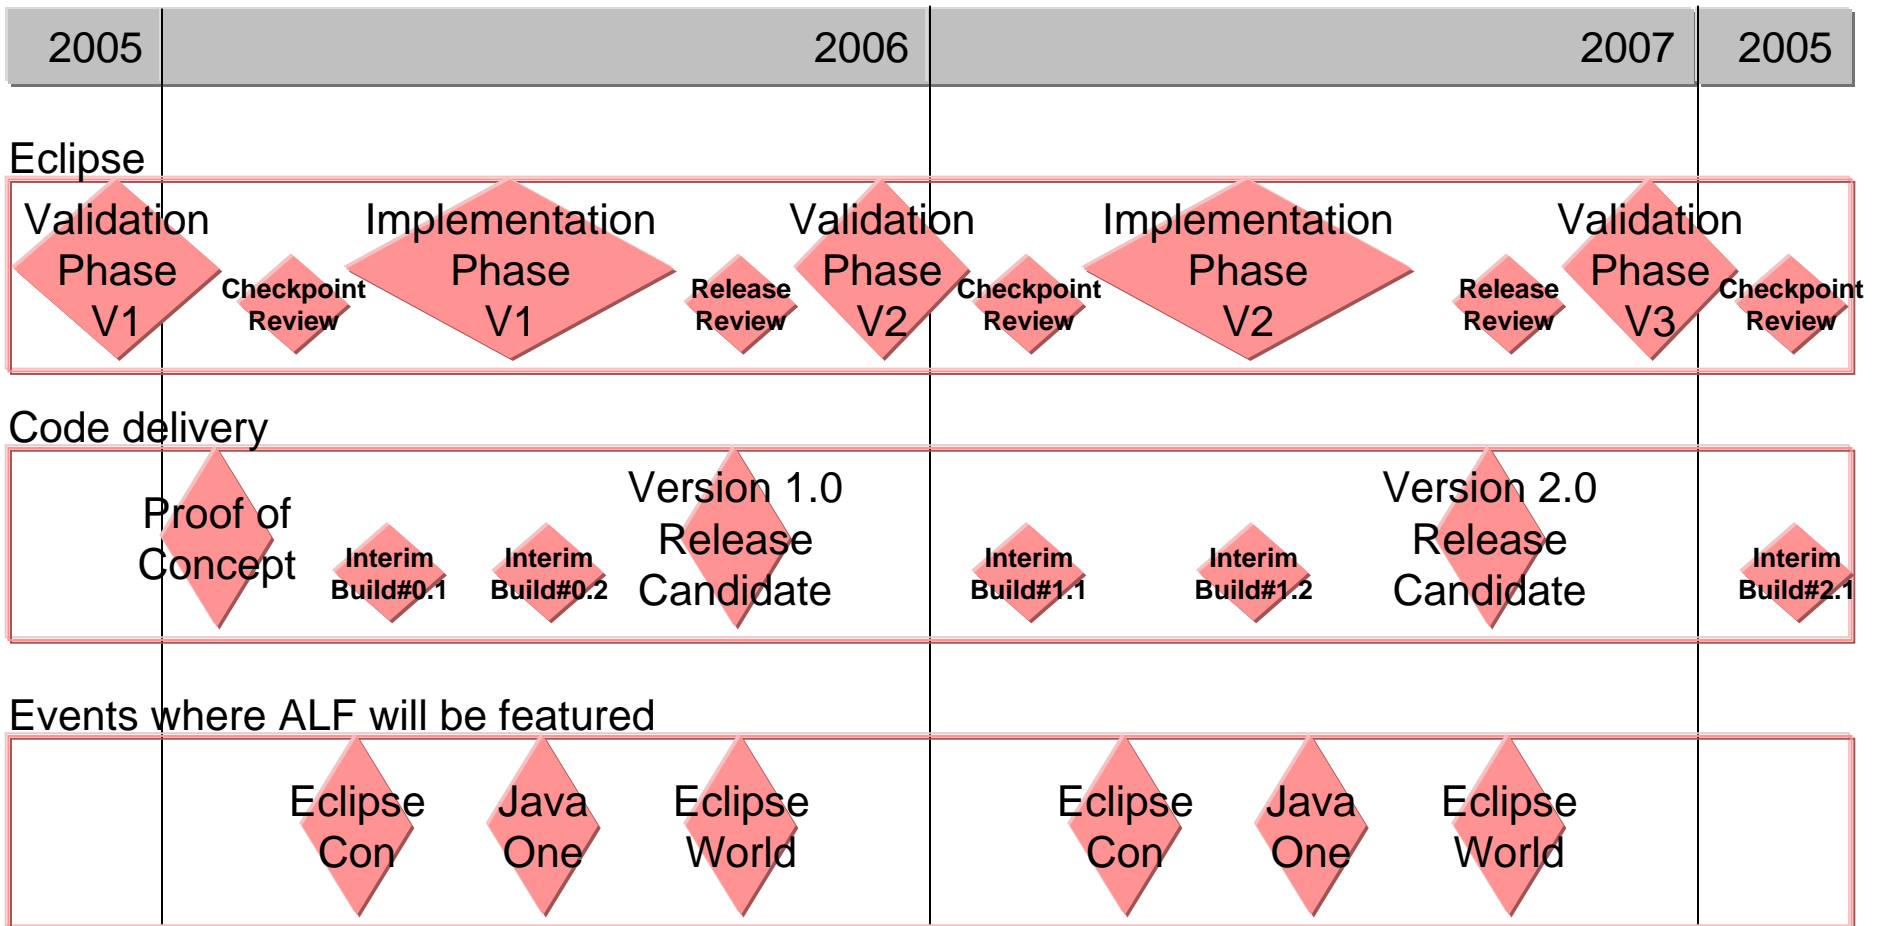 2005 2006 2007 2005
Eclipse
Validation
Phase
V1
Checkpoint
Review
Implementation
Phase
V1
Release
Review
Validation
Phase
V2
Checkpoint
Review
Implementation
Phase
V2
Release
Review
Validation
Phase
V3
Checkpoint
Review
Code delivery
Proof of
Concept
Interim
Build#0.1
Interim
Build#0.2
Version 1.0
Release
Candidate
Interim
Build#1.1
Interim
Build#1.2
Version 2.0
Release
Candidate
Interim
Build#2.1
Events where ALF will be featured
Eclipse
Con
Java
One
Eclipse
World
Eclipse
Con
Java
One
Eclipse
World